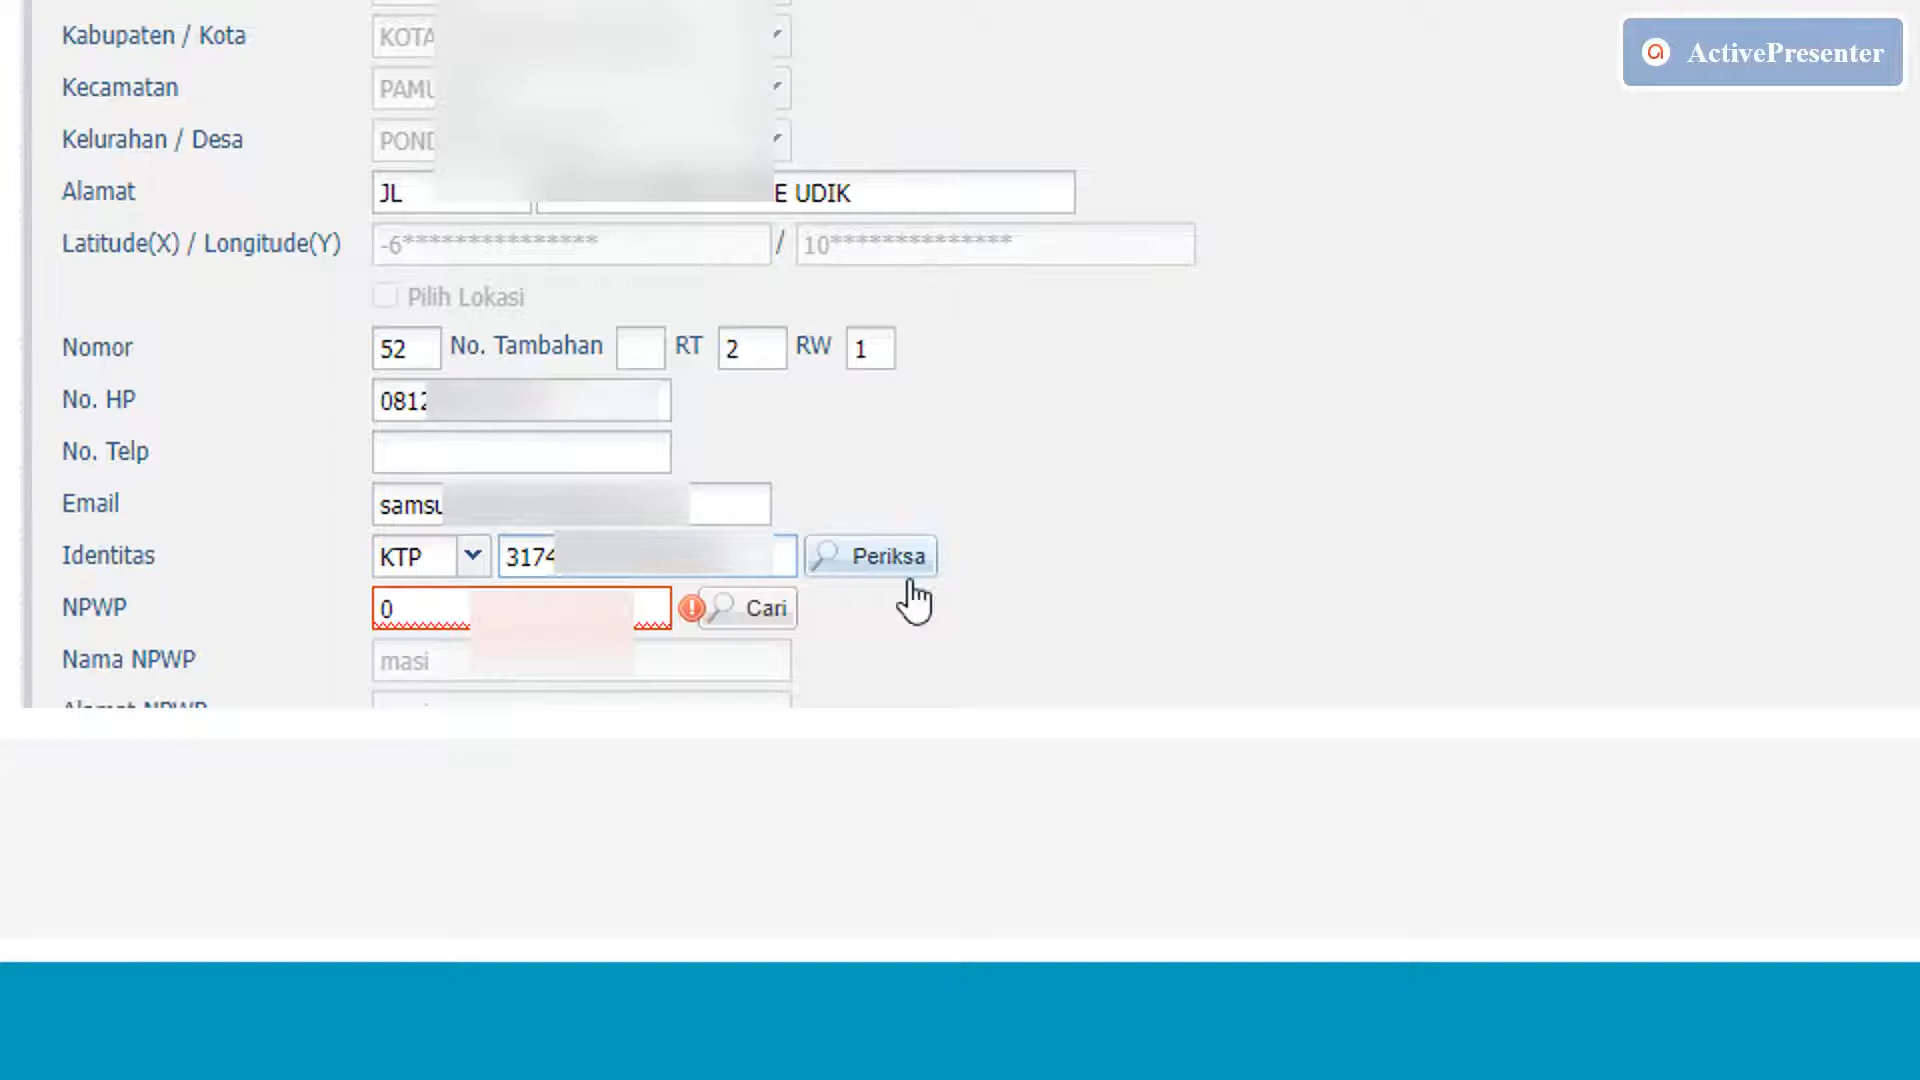 Kabupaten / Kota KOTA
Kecamatan PAMU
Kelurahan / Desa POND
Alamat JL E UDIK
Latitude(X) / Longitude(Y) -6*************** / 10**************
Pilih Lokasi
Nomor 52 No. Tambahan RT 2 RW 1
No. HP 0812
No. Telp
Email samsu
Identitas KTP 3174 Periksa
NPWP 0 Cari
Nama NPWP masi
Alamat NPWP
ActivePresenter